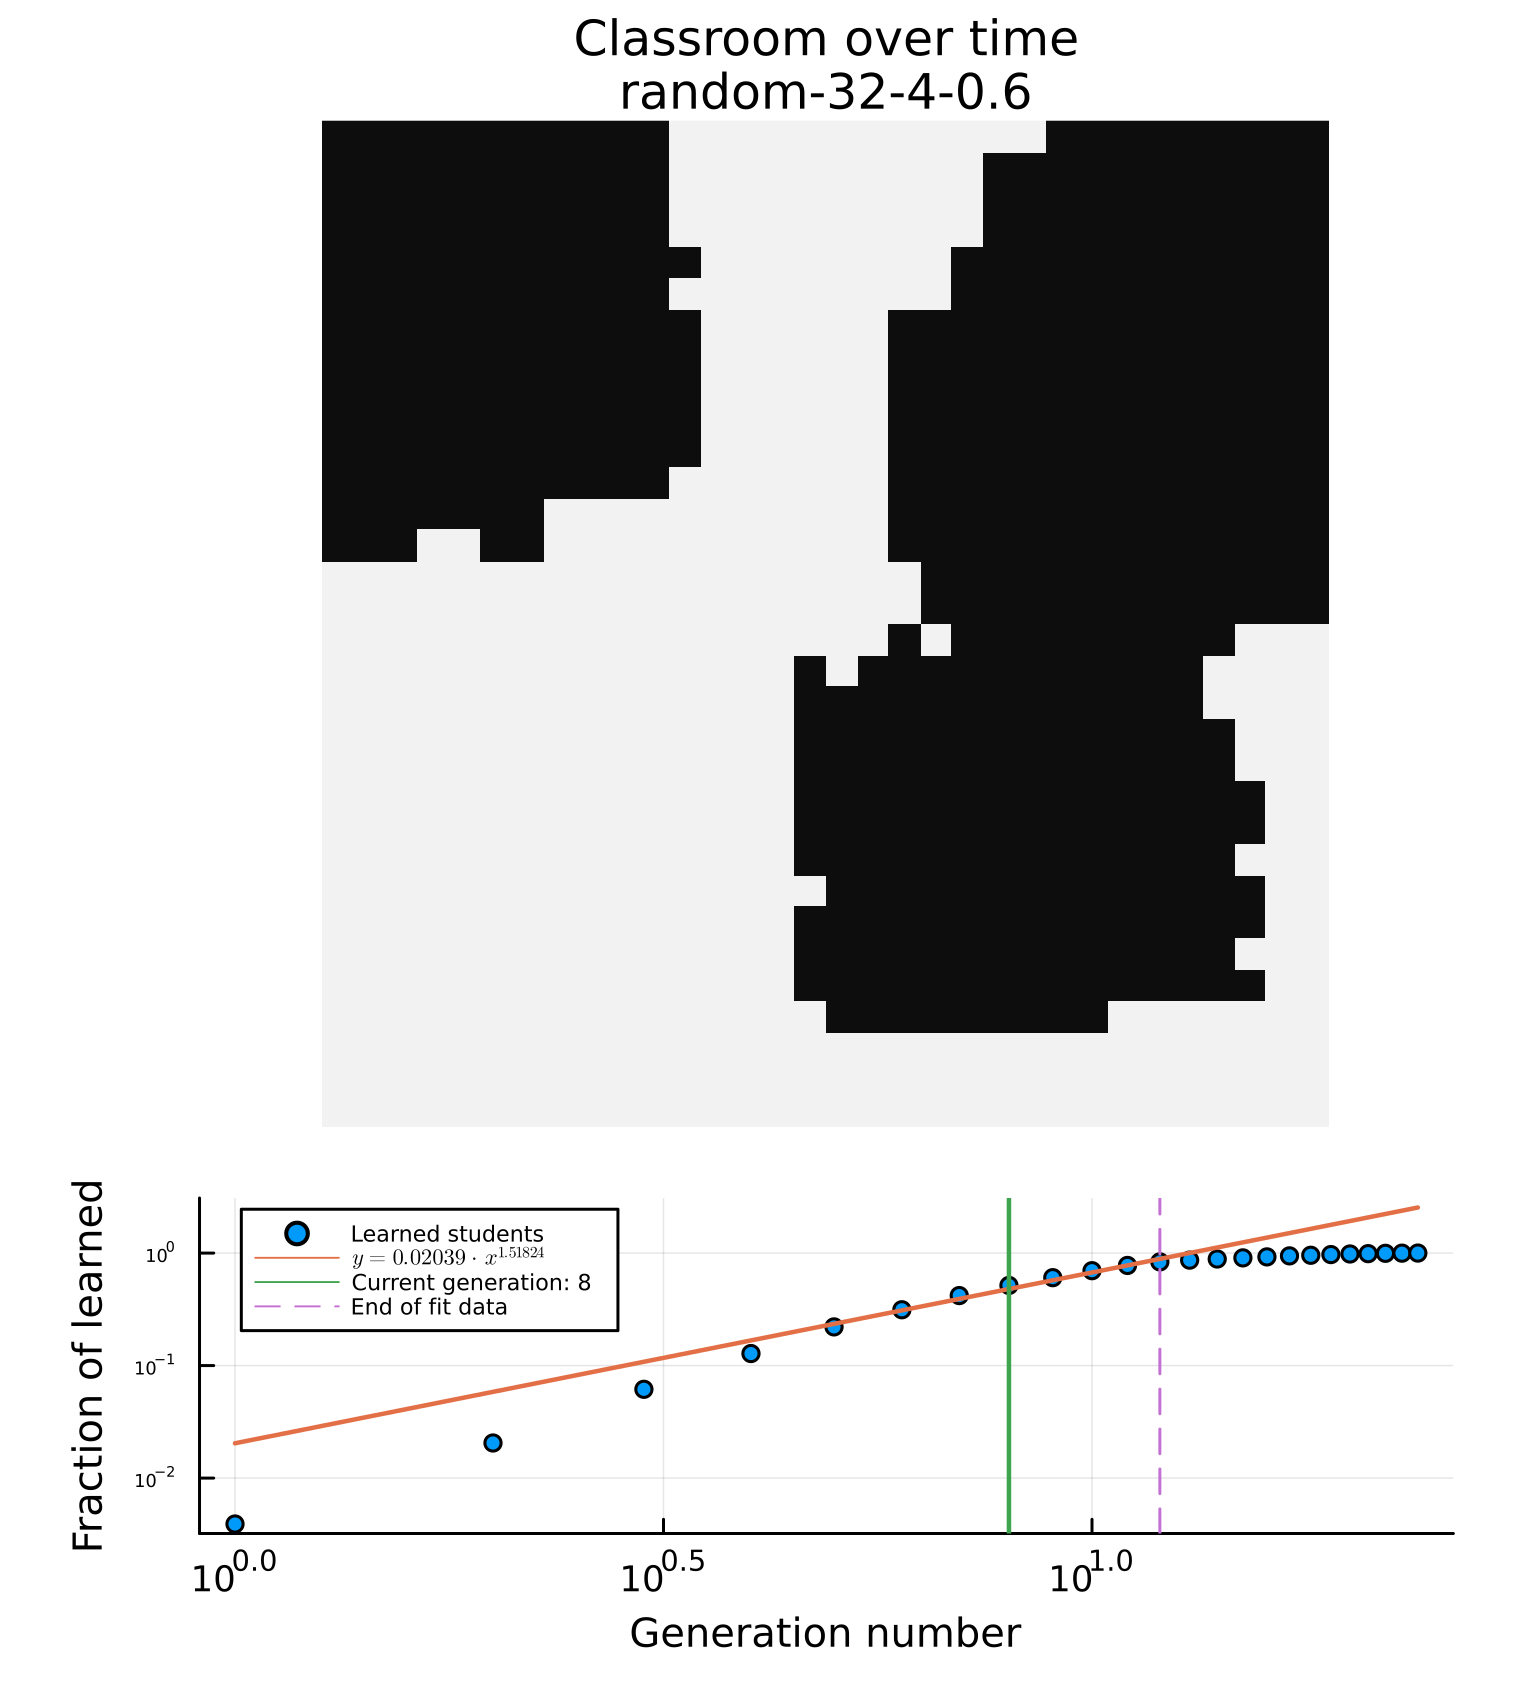 Classroom over time
random-32-4-0.6
Fraction of learned
10⁰
10⁻¹
10⁻²
Learned students
y = 0.02039 · x^1.51824
Current generation: 8
End of fit data
10^0.0
10^0.5
10^1.0
Generation number